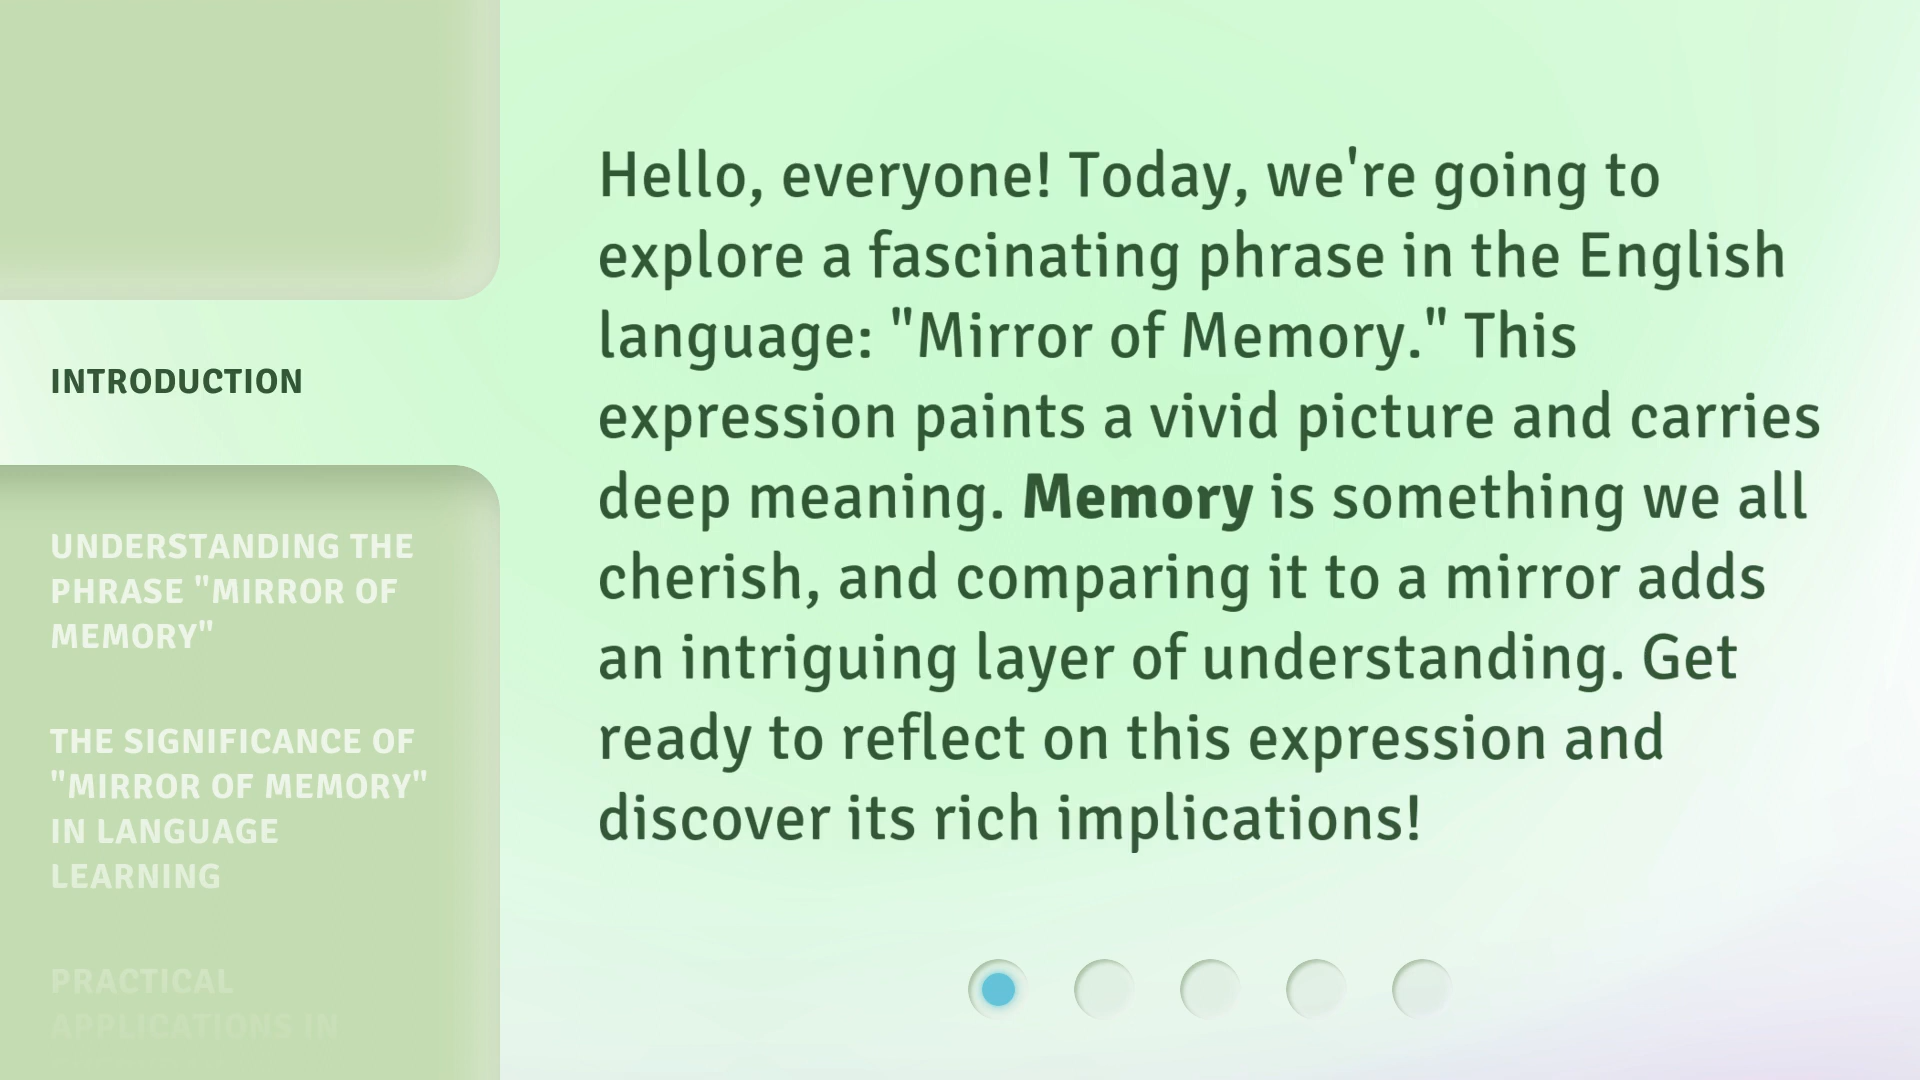 INTRODUCTION
UNDERSTANDING THE
PHRASE "MIRROR OF
MEMORY"
THE SIGNIFICANCE OF
"MIRROR OF MEMORY"
IN LANGUAGE
LEARNING
PRACTICAL
APPLICATIONS IN
Hello, everyone! Today, we're going to
explore a fascinating phrase in the English
language: "Mirror of Memory." This
expression paints a vivid picture and carries
deep meaning. Memory is something we all
cherish, and comparing it to a mirror adds
an intriguing layer of understanding. Get
ready to reflect on this expression and
discover its rich implications!